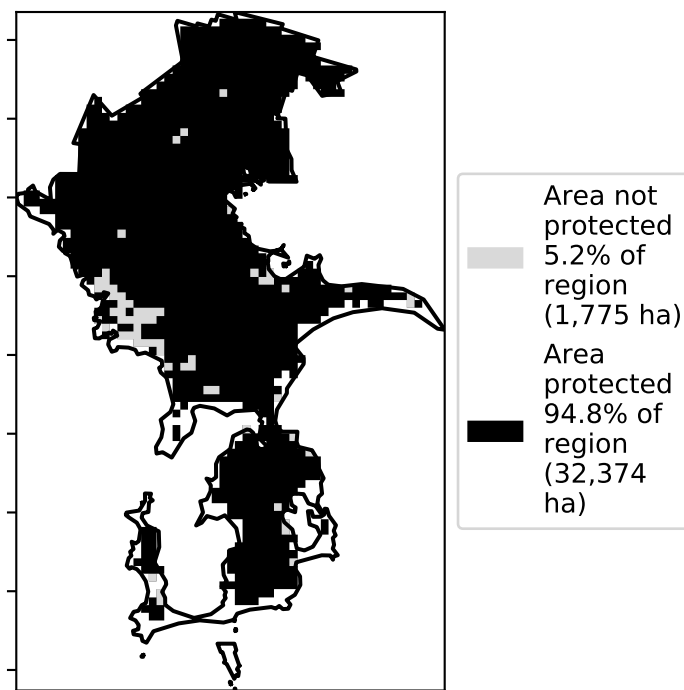 Area not
protected
5.2% of
region
(1,775 ha)
Area
protected
94.8% of
region
(32,374
ha)